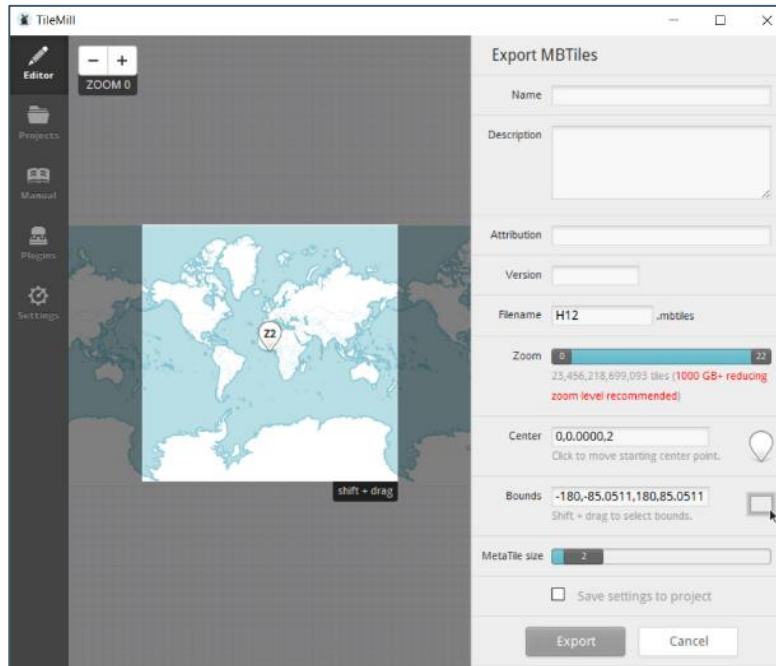 TileMill
Editor
Projects
Manual
Plugins
Settings
− +
ZOOM 0
Z2
shift + drag
Export MBTiles
Name
Description
Attribution
Version
Filename H12 .mbtiles
Zoom 0 22
23,456,218,699,093 tiles (1000 GB+ reducing
zoom level recommended)
Center 0,0.0000,2
Click to move starting center point.
Bounds -180,-85.0511,180,85.0511
Shift + drag to select bounds.
MetaTile size 2
Save settings to project
Export Cancel